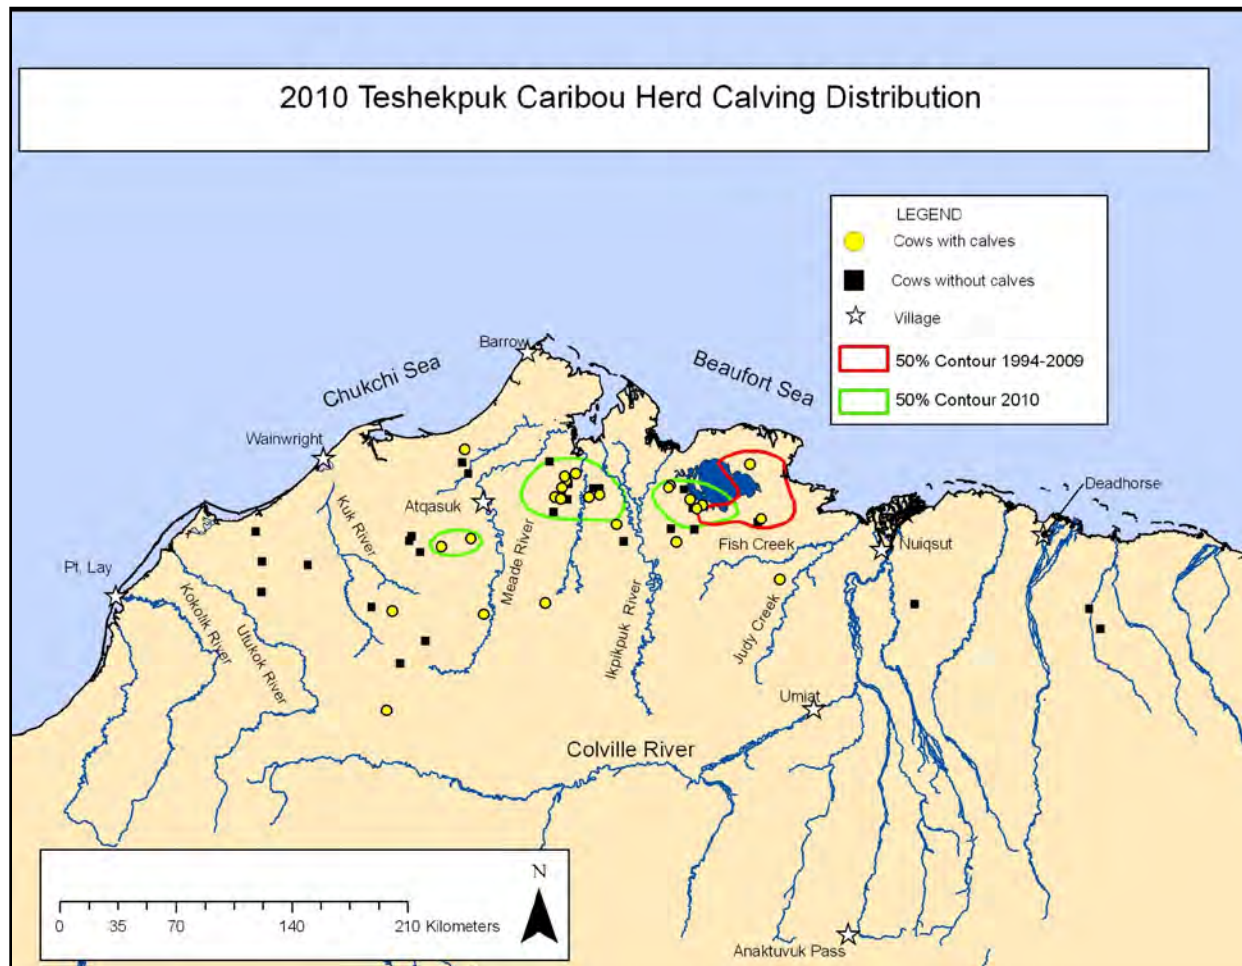 2010 Teshekpuk Caribou Herd Calving Distribution
LEGEND
Cows with calves
Cows without calves
Village
50% Contour 1994-2009
50% Contour 2010
Barrow
Chukchi Sea
Beaufort Sea
Wainwright
Deadhorse
Atqasuk
Kuk River
Meade River
Fish Creek
Nuiqsut
Pt. Lay
Kokolik River
Utukok River
Ikpikpuk River
Judy Creek
Umiat
Colville River
N
0 35 70 140 210 Kilometers
Anaktuvuk Pass